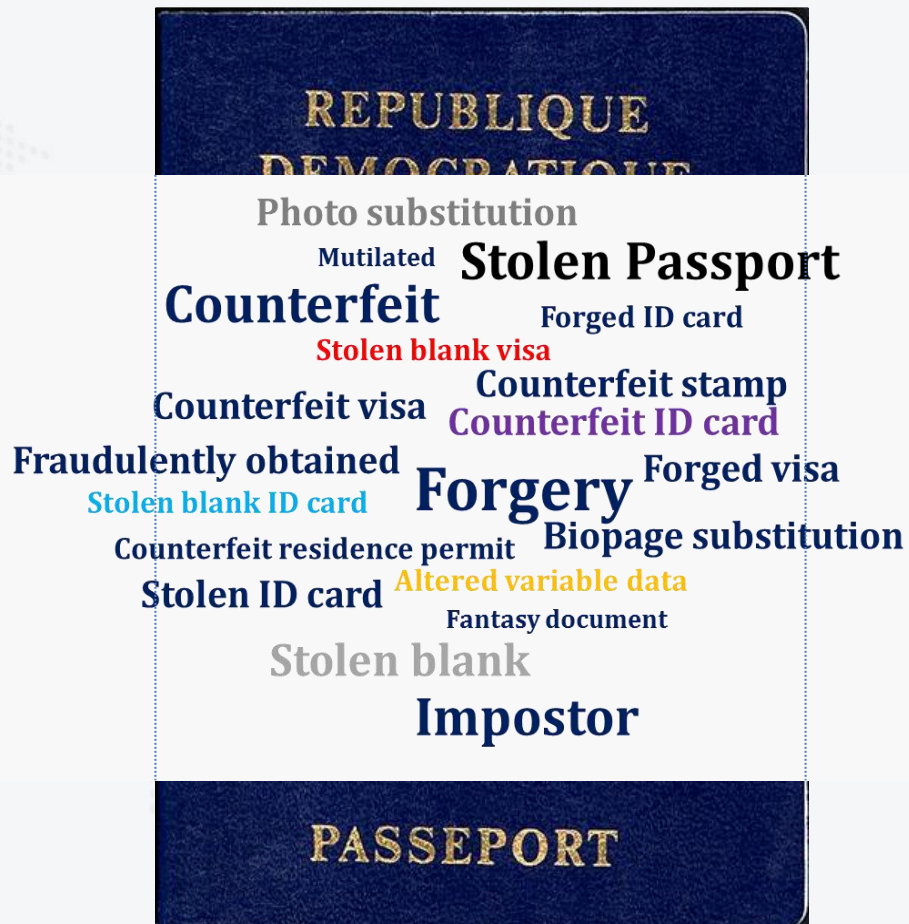 REPUBLIQUE
DEMOCRATIQUE
Photo substitution
Mutilated
Stolen Passport
Counterfeit
Forged ID card
Stolen blank visa
Counterfeit stamp
Counterfeit visa
Counterfeit ID card
Fraudulently obtained
Forged visa
Forgery
Stolen blank ID card
Biopage substitution
Counterfeit residence permit
Altered variable data
Stolen ID card
Fantasy document
Stolen blank
Impostor
PASSEPORT